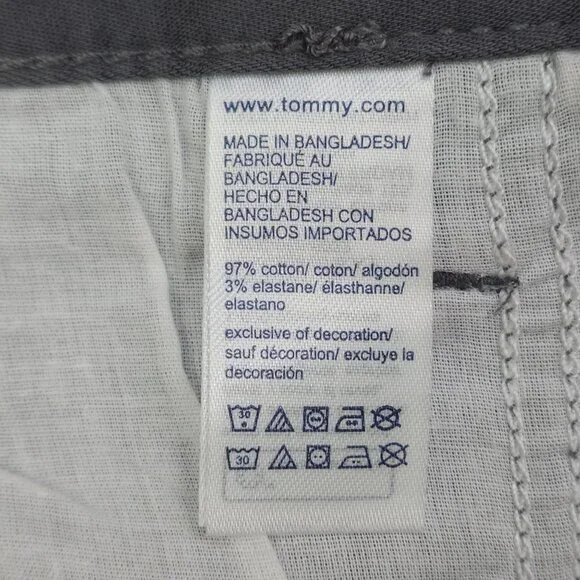 www.tommy.com
MADE IN BANGLADESH/
FABRIQUÉ AU
BANGLADESH/
HECHO EN
BANGLADESH CON
INSUMOS IMPORTADOS
97% cotton/ coton/ algodón
3% elastane/ élasthanne/
elastano
exclusive of decoration/
sauf décoration/ excluye la
decoración
30
30